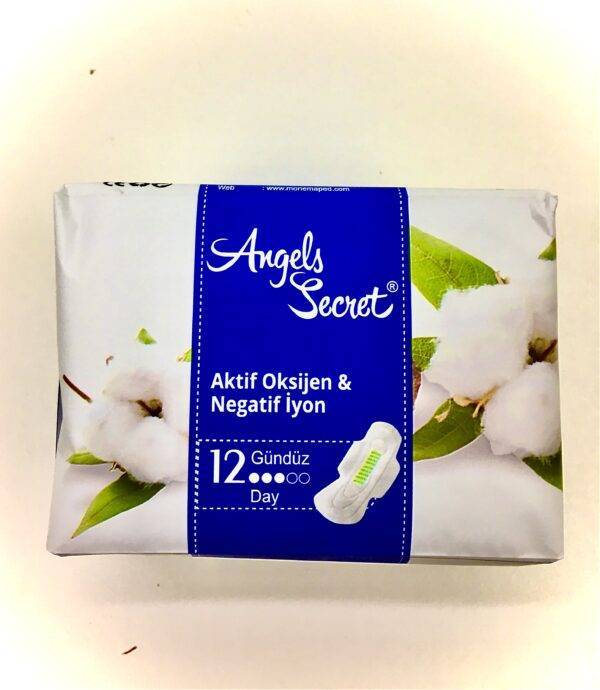 Web : www.monemaped.com
Angels
Secret®
Aktif Oksijen &
Negatif İyon
12 Gündüz
Day